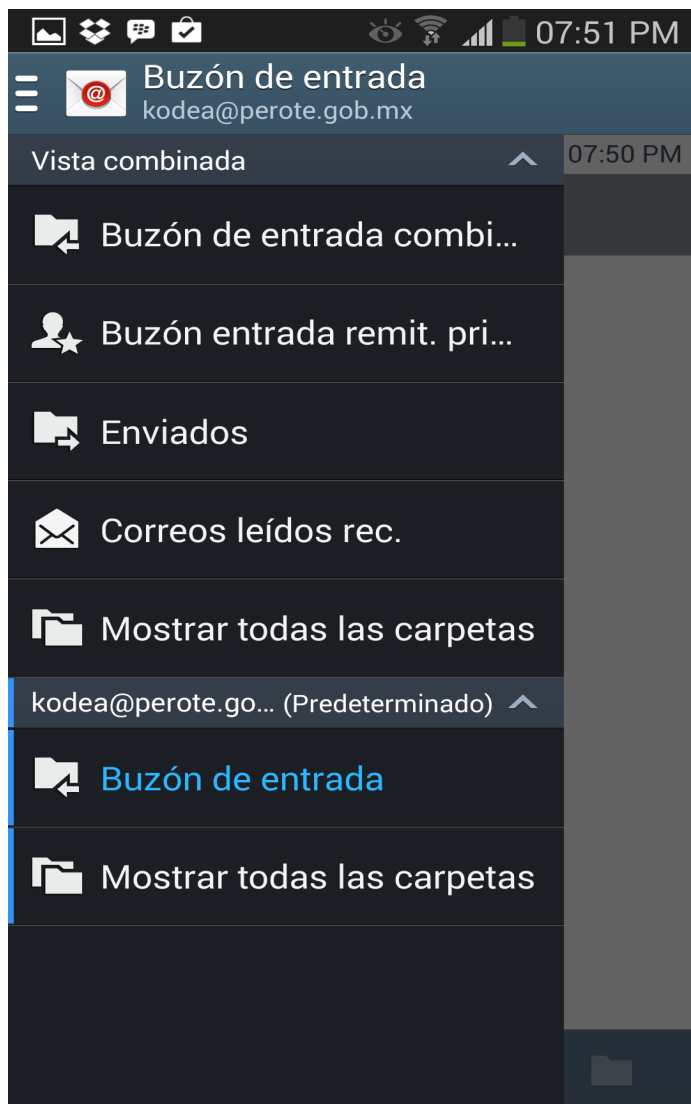 07:51 PM
Buzón de entrada
kodea@perote.gob.mx
Vista combinada
07:50 PM
Buzón de entrada combi...
Buzón entrada remit. pri...
Enviados
Correos leídos rec.
Mostrar todas las carpetas
kodea@perote.go... (Predeterminado)
Buzón de entrada
Mostrar todas las carpetas